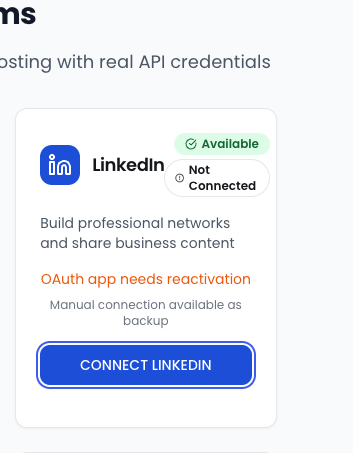 ms
osting with real API credentials
LinkedIn
Available
Not
Connected
Build professional networks
and share business content
OAuth app needs reactivation
Manual connection available as
backup
CONNECT LINKEDIN